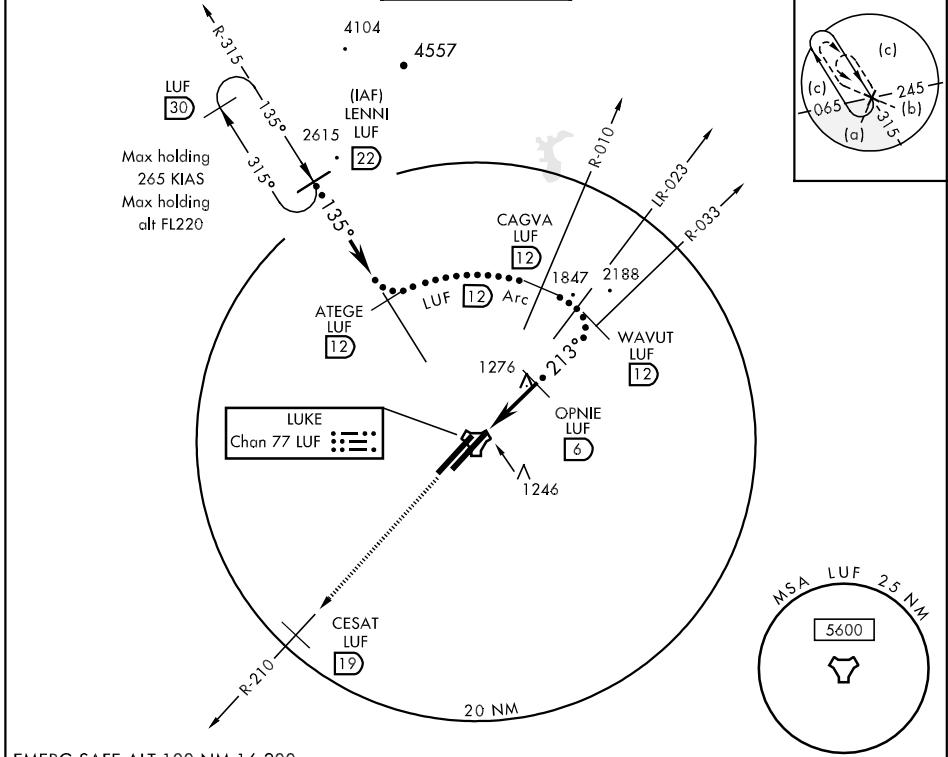 R-315
4104
4557
LUF
30
135°
315°
(IAF)
LENNI
LUF
22
2615
Max holding
265 KIAS
Max holding
alt FL220
135°
R-010
LR-023
R-033
CAGVA
LUF
12
1847
2188
LUF 12 Arc
ATEGE
LUF
12
213°
WAVUT
LUF
12
1276
OPNIE
LUF
6
LUKE
Chan 77 LUF
1246
CESAT
LUF
19
R-210
20 NM
(c)
(c)
245
065
(b)
(a)
315
MSA LUF 25 NM
5600